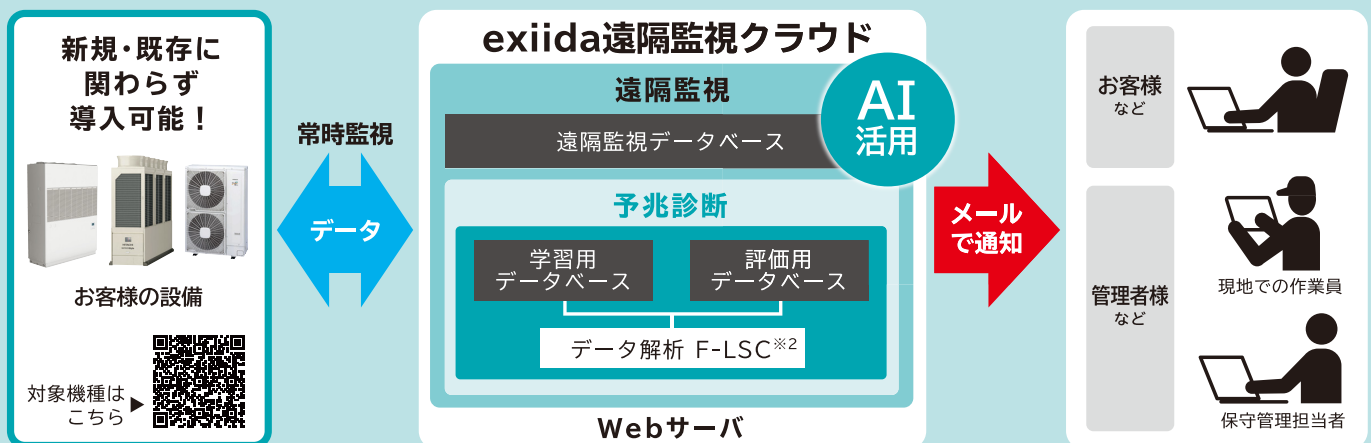 新規・既存に
関わらず
導入可能！
お客様の設備
対象機種は
こちら ▶
常時監視
データ
exiida遠隔監視クラウド
遠隔監視
AI
活用
遠隔監視データベース
予兆診断
学習用
データベース
評価用
データベース
データ解析 F-LSC※2
Webサーバ
メール
で通知
お客様
など
管理者様
など
現地での作業員
保守管理担当者